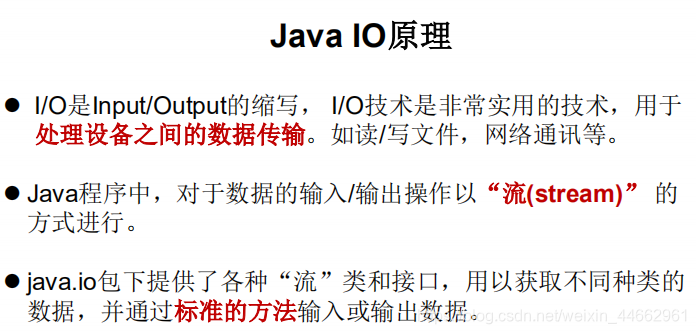 Java IO原理
● I/O是Input/Output的缩写， I/O技术是非常实用的技术，用于
处理设备之间的数据传输。如读/写文件，网络通讯等。
● Java程序中，对于数据的输入/输出操作以“流(stream)” 的
方式进行。
● java.io包下提供了各种“流”类和接口，用以获取不同种类的
数据，并通过标准的方法输入或输出数据。
blog.csdn.net/weixin_44662961